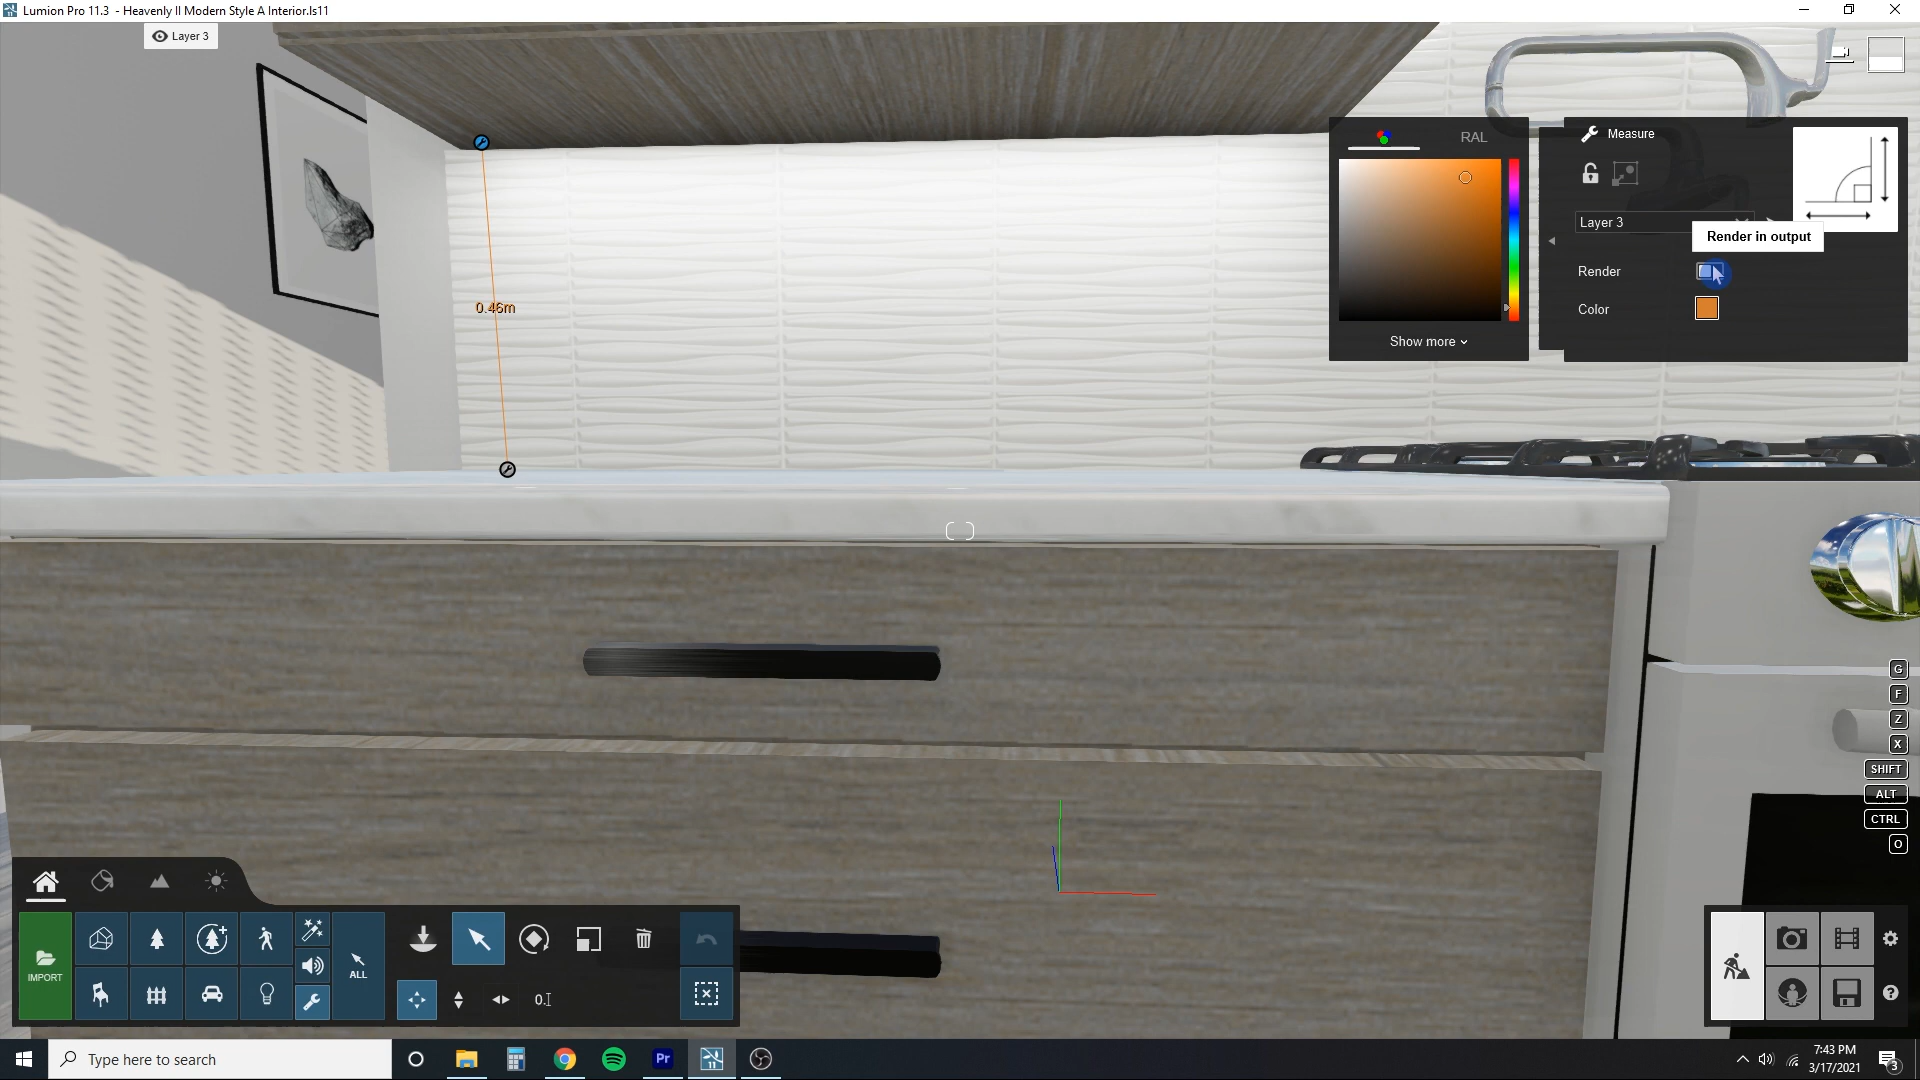 Lumion Pro 11.3 - Heavenly II Modern Style A Interior.ls11
Layer 3
RAL
Measure
Layer 3
Render in output
Render
Color
Show more
0.46m
G
F
Z
X
SHIFT
ALT
CTRL
O
IMPORT
ALL
0.
Type here to search
Pr
11
7:43 PM
3/17/2021
3